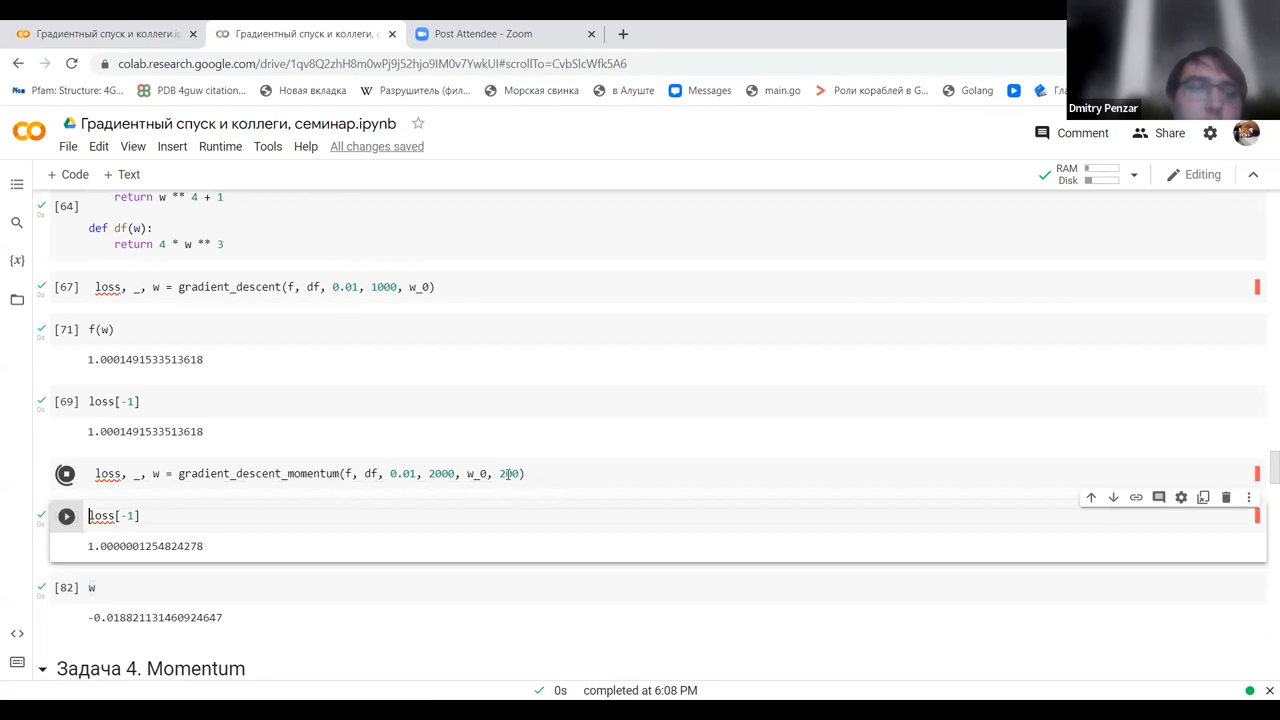 Градиентный спуск и коллеги.ip
Градиентный спуск и коллеги, с
Post Attendee - Zoom
colab.research.google.com/drive/1qv8Q2zhH8m0wPj9j52hjo9IM0v7YwkUl#scrollTo=CvbSlcWfk5A6
Pfam: Structure: 4G...
PDB 4guw citation...
Новая вкладка
Разрушитель (фил...
Морская свинка
в Алуште
Messages
main.go
Роли кораблей в G...
Golang
Dmitry Penzar
Градиентный спуск и коллеги, семинар.ipynb
Comment
Share
File Edit View Insert Runtime Tools Help All changes saved
+ Code + Text
RAM
Disk
Editing
[64]
return w ** 4 + 1
def df(w):
return 4 * w ** 3
[67] loss, _, w = gradient_descent(f, df, 0.01, 1000, w_0)
[71] f(w)
1.0001491533513618
[69] loss[-1]
1.0001491533513618
loss, _, w = gradient_descent_momentum(f, df, 0.01, 2000, w_0, 200)
loss[-1]
1.0000001254824278
[82] w
-0.018821131460924647
Задача 4. Momentum
0s completed at 6:08 PM